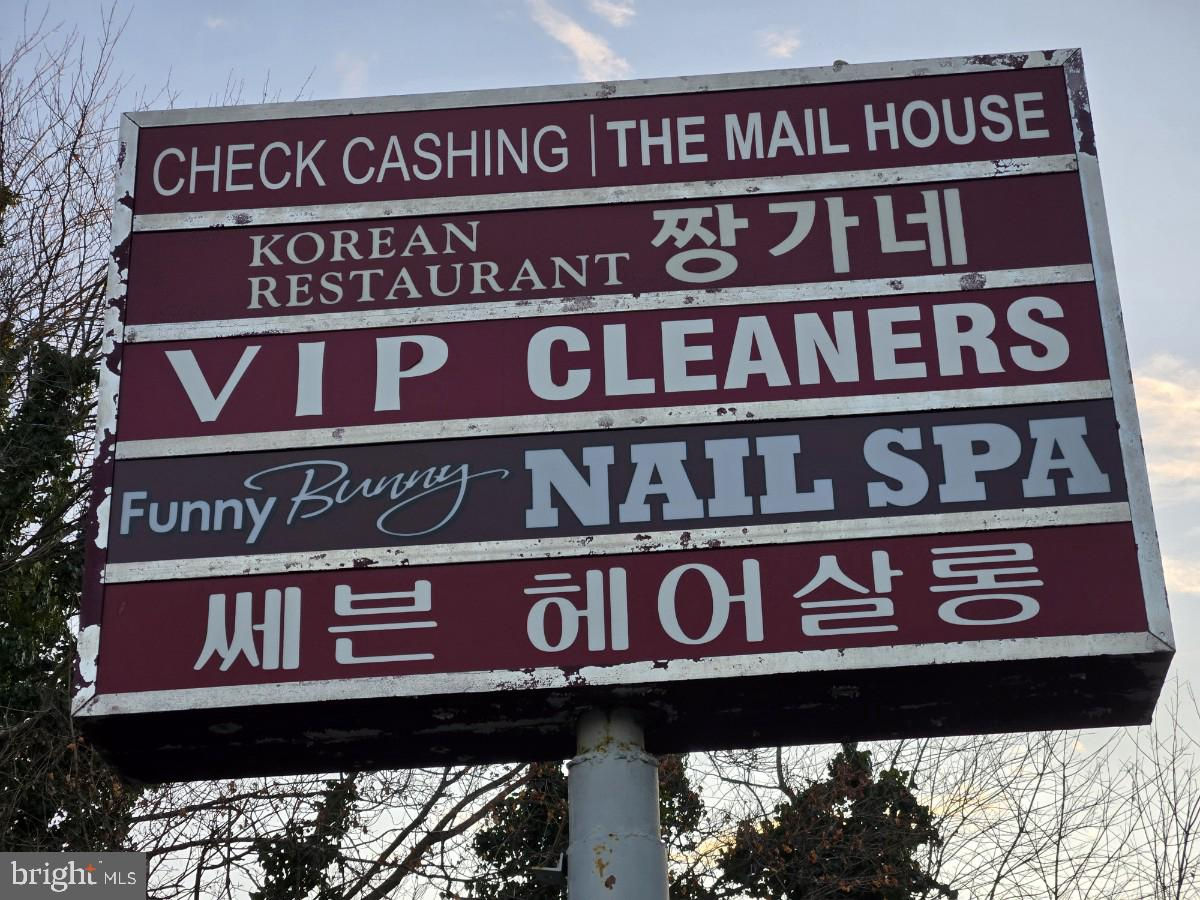 CHECK CASHING | THE MAIL HOUSE
KOREAN
RESTAURANT 짱가네
VIP CLEANERS
Funny Bunny NAIL SPA
쎄븐 헤어살롱
bright MLS